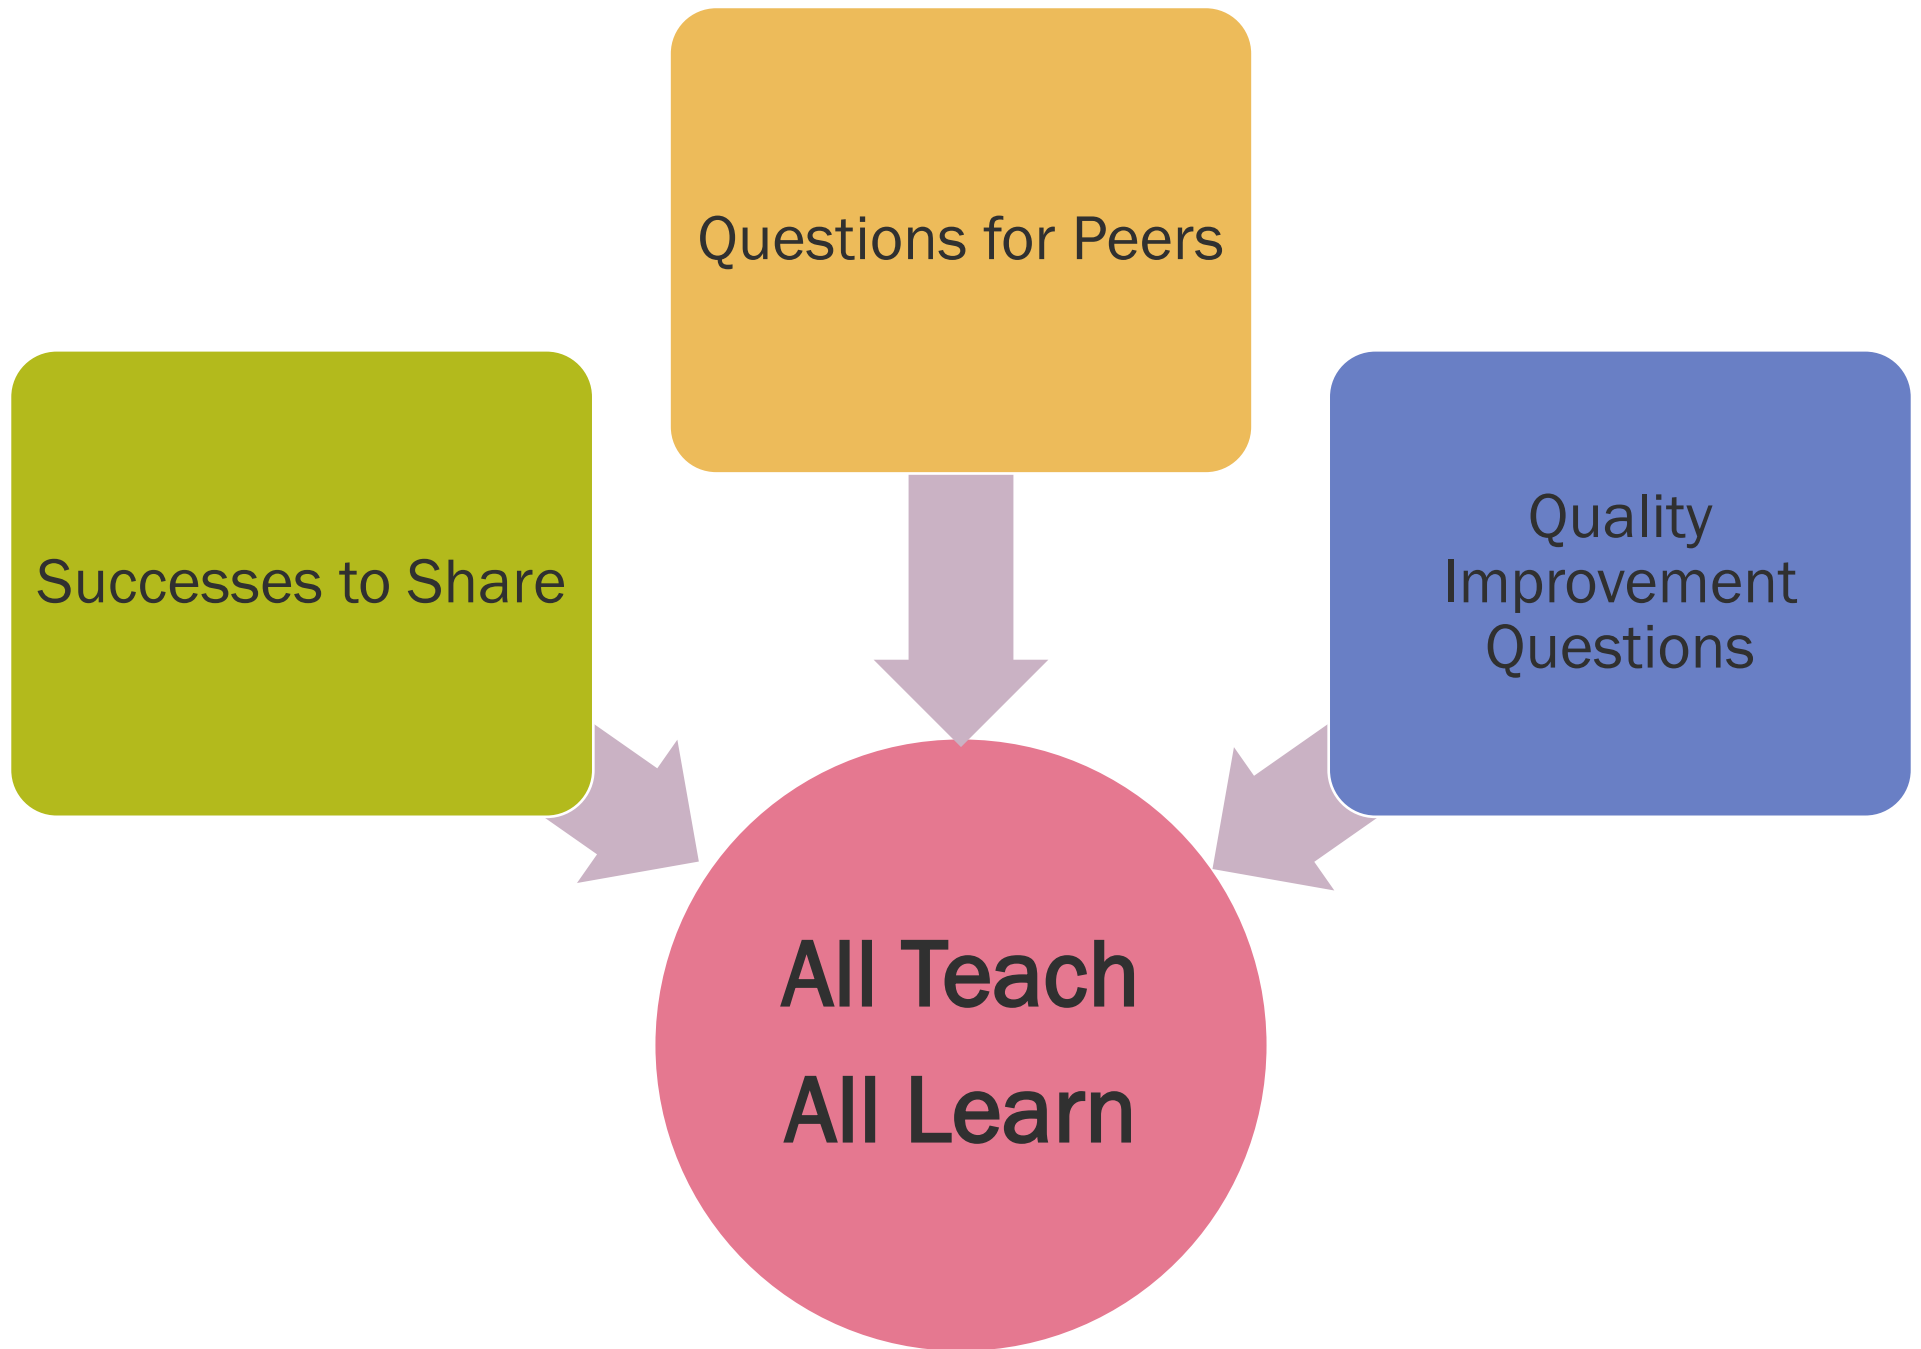 Questions for Peers
Successes to Share
Quality
Improvement
Questions
All Teach
All Learn